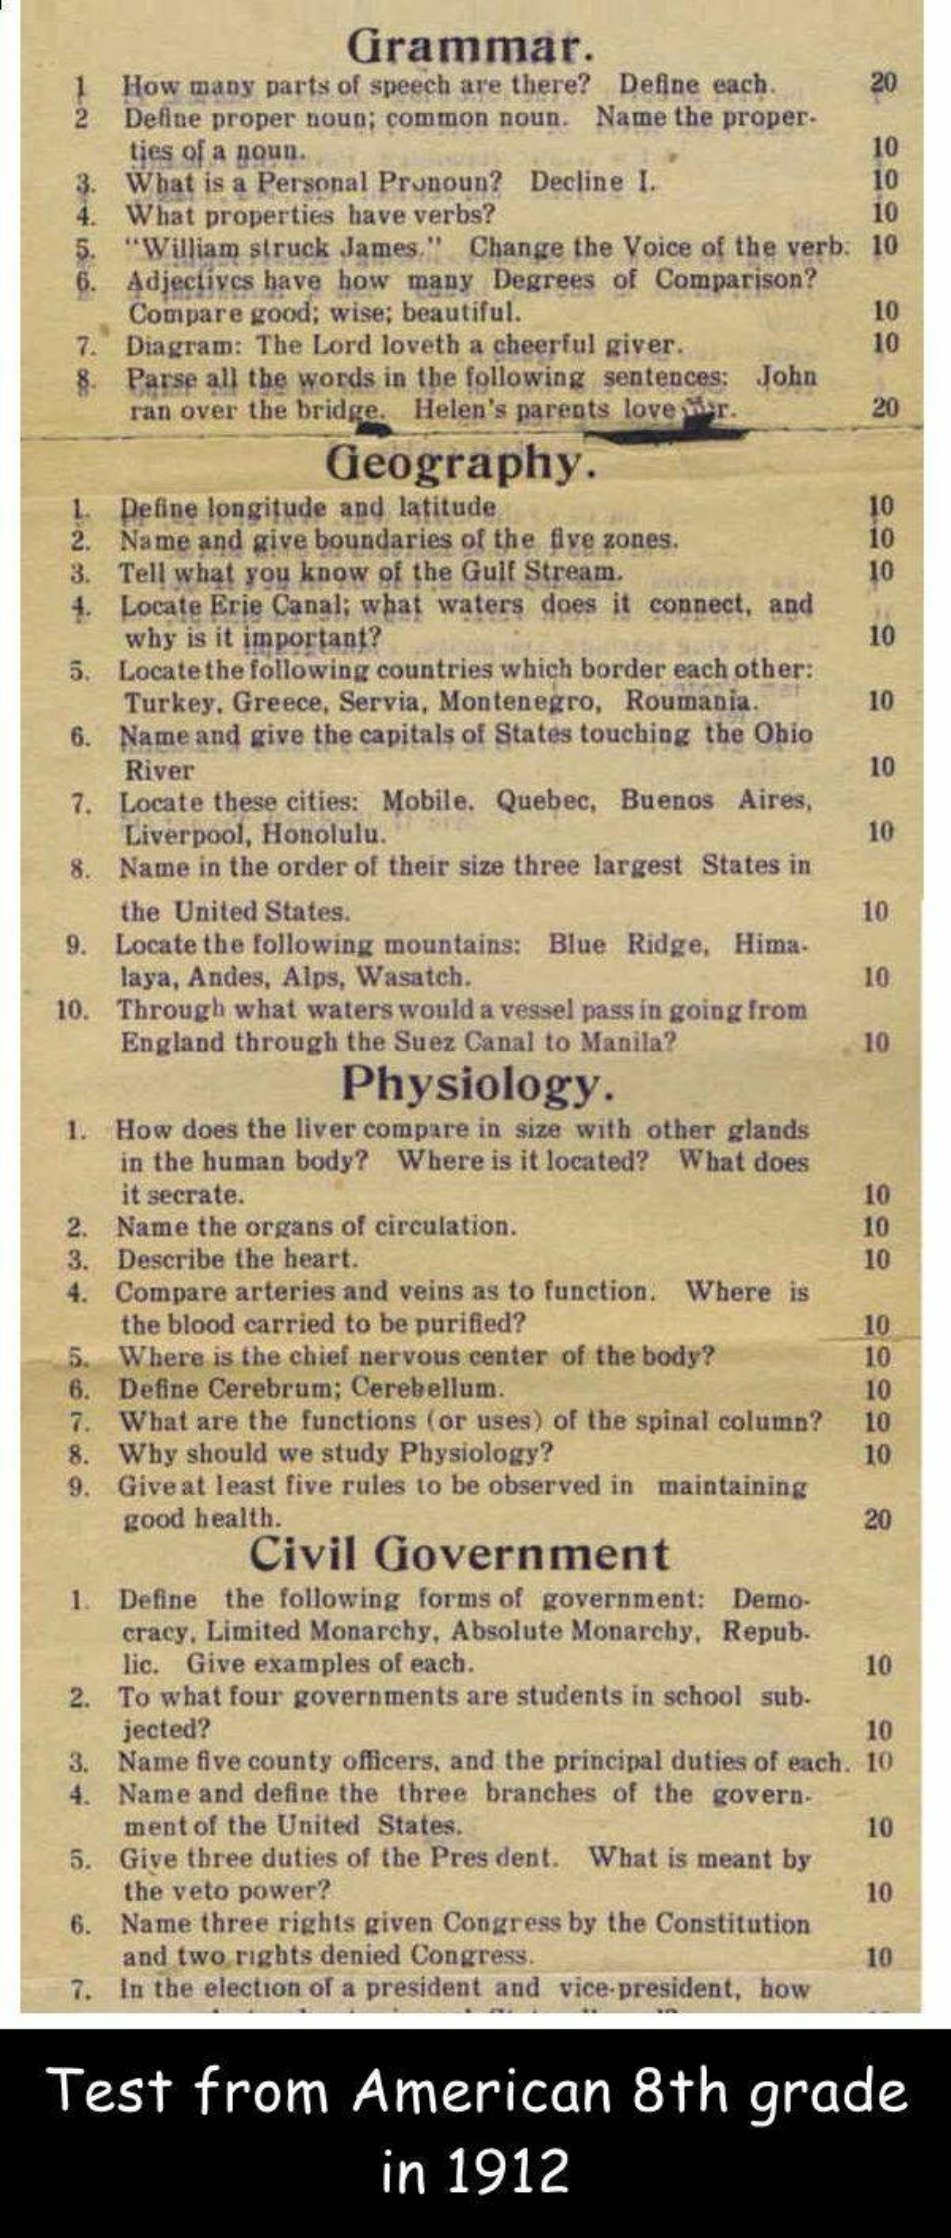 Grammar.
1 How many parts of speech are there? Define each. 20
2 Define proper noun; common noun. Name the proper-
ties of a noun. 10
3. What is a Personal Pronoun? Decline I. 10
4. What properties have verbs? 10
5. "William struck James." Change the Voice of the verb. 10
6. Adjectives have how many Degrees of Comparison?
Compare good; wise; beautiful. 10
7. Diagram: The Lord loveth a cheerful giver. 10
8. Parse all the words in the following sentences: John
ran over the bridge. Helen's parents love 20
Geography.
1. Define longitude and latitude 10
2. Name and give boundaries of the five zones. 10
3. Tell what you know of the Gulf Stream. 10
4. Locate Erie Canal; what waters does it connect, and
why is it important? 10
5. Locate the following countries which border each other:
Turkey, Greece, Servia, Montenegro, Roumania. 10
6. Name and give the capitals of States touching the Ohio
River 10
7. Locate these cities: Mobile. Quebec, Buenos Aires,
Liverpool, Honolulu. 10
8. Name in the order of their size three largest States in
the United States. 10
9. Locate the following mountains: Blue Ridge, Hima-
laya, Andes, Alps, Wasatch. 10
10. Through what waters would a vessel pass in going from
England through the Suez Canal to Manila? 10
Physiology.
1. How does the liver compare in size with other glands
in the human body? Where is it located? What does
it secrate. 10
2. Name the organs of circulation. 10
3. Describe the heart. 10
4. Compare arteries and veins as to function. Where is
the blood carried to be purified? 10
5. Where is the chief nervous center of the body? 10
6. Define Cerebrum; Cerebellum. 10
7. What are the functions (or uses) of the spinal column? 10
8. Why should we study Physiology? 10
9. Give at least five rules to be observed in maintaining
good health. 20
Civil Government
1. Define the following forms of government: Demo-
cracy, Limited Monarchy, Absolute Monarchy, Repub-
lic. Give examples of each. 10
2. To what four governments are students in school sub-
jected? 10
3. Name five county officers, and the principal duties of each. 10
4. Name and define the three branches of the govern-
ment of the United States. 10
5. Give three duties of the Pres dent. What is meant by
the veto power? 10
6. Name three rights given Congress by the Constitution
and two rights denied Congress. 10
7. In the election of a president and vice-president, how
Test from American 8th grade
in 1912